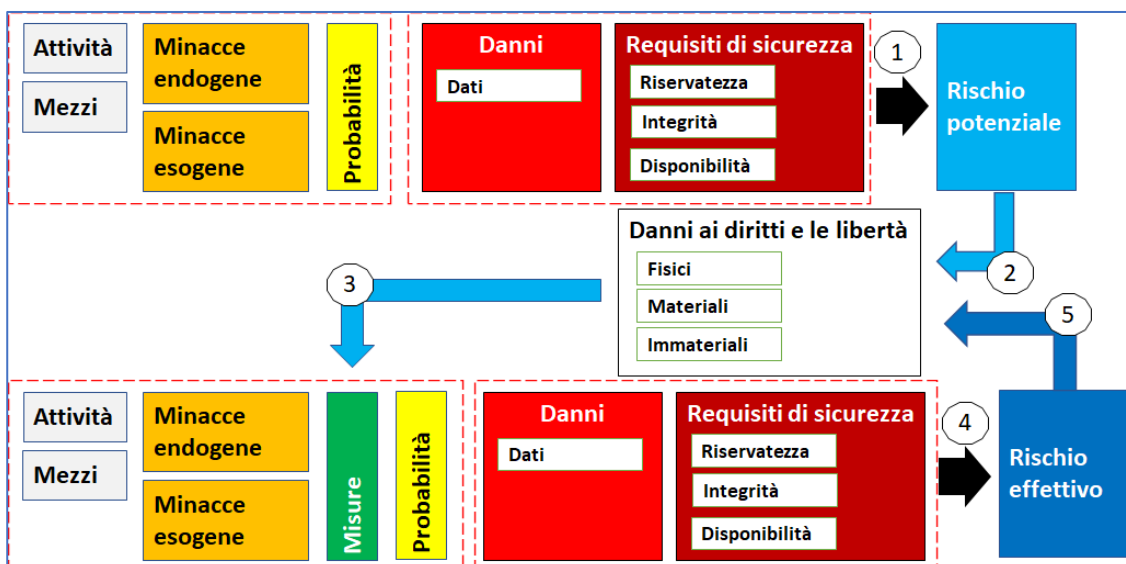 Attività
Mezzi
Minacce
endogene
Minacce
esogene
Probabilità
Danni
Dati
Requisiti di sicurezza
Riservatezza
Integrità
Disponibilità
1
Rischio
potenziale
2
Danni ai diritti e le libertà
Fisici
Materiali
Immateriali
3
5
Attività
Mezzi
Minacce
endogene
Minacce
esogene
Misure
Probabilità
Danni
Dati
Requisiti di sicurezza
Riservatezza
Integrità
Disponibilità
4
Rischio
effettivo